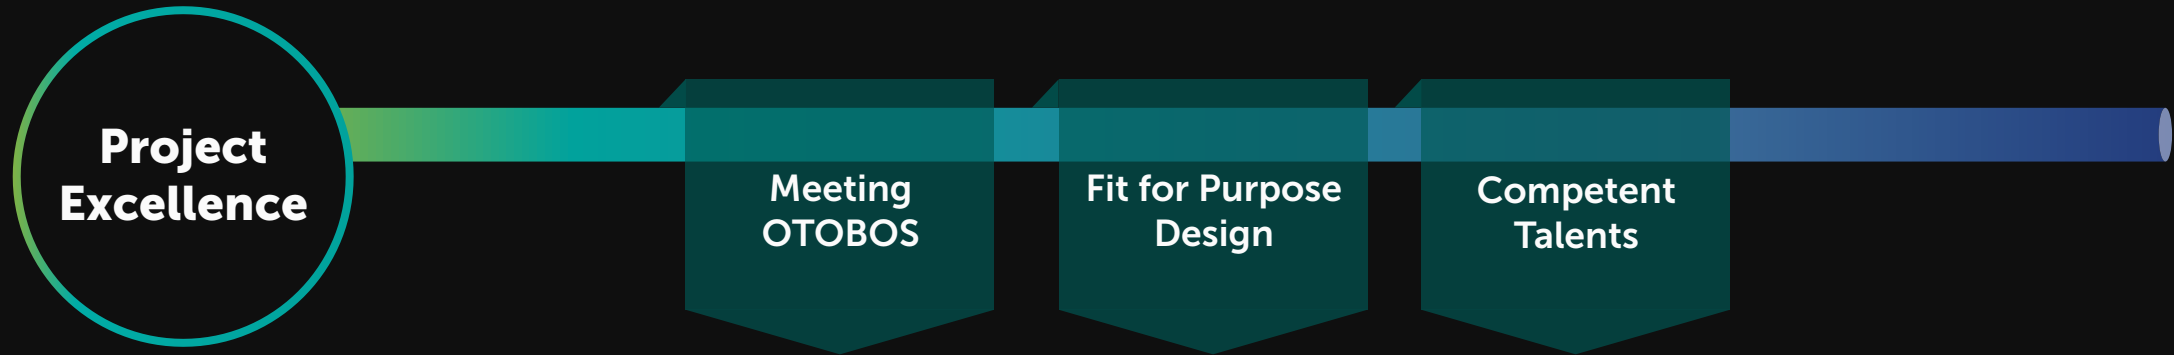 Project
Excellence
Meeting
OTOBOS
Fit for Purpose
Design
Competent
Talents